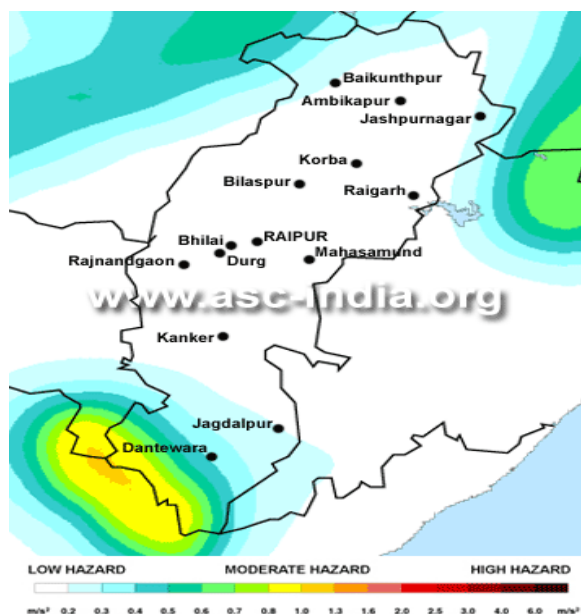 Baikunthpur
Ambikapur
Jashpurnagar
Korba
Bilaspur
Raigarh
Bhilai
RAIPUR
Rajnandgaon
Durg
Mahasamund
www.asc-india.org
Kanker
Jagdalpur
Dantewara
LOW HAZARD MODERATE HAZARD HIGH HAZARD
m/s² 0.2 0.3 0.4 0.6 0.7 0.8 1.0 1.3 1.6 2.0 2.5 3.0 4.0 6.0 m/s²